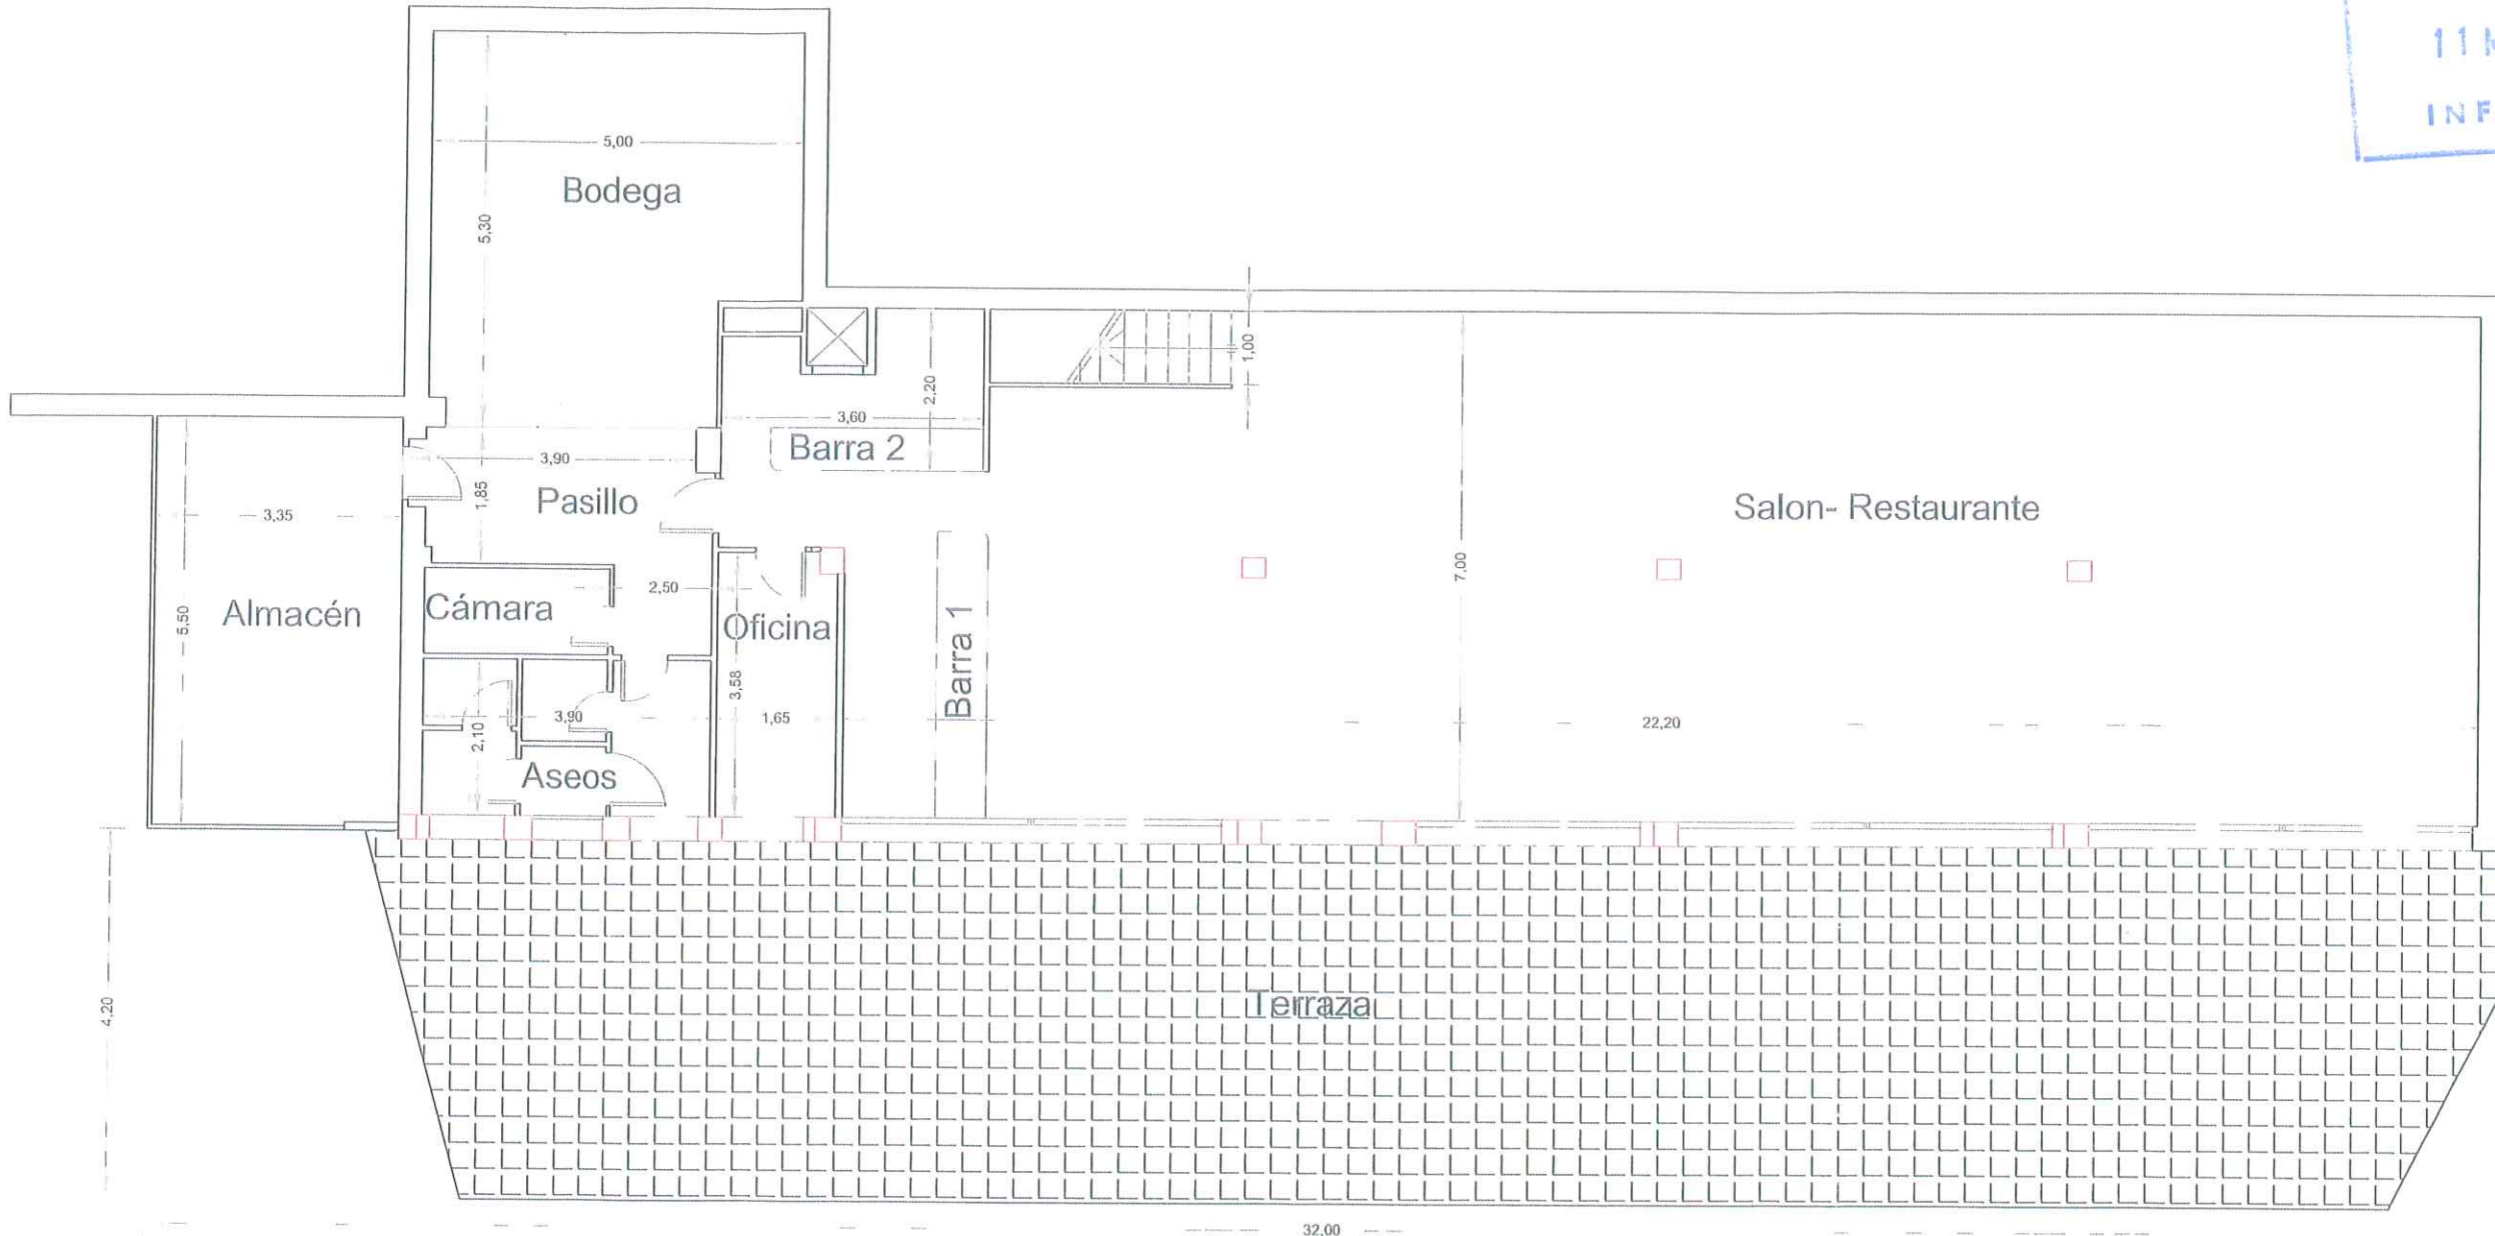 11
INF
5,00
Bodega
5,30
1,00
2,20
3,60
Barra 2
3,90
1,85
Pasillo
3,35
Salon- Restaurante
7,00
2,50
5,50
Almacén
Cámara
Oficina
Barra 1
3,58
3,90
1,65
22,20
2,10
Aseos
Terraza
4,20
32,00